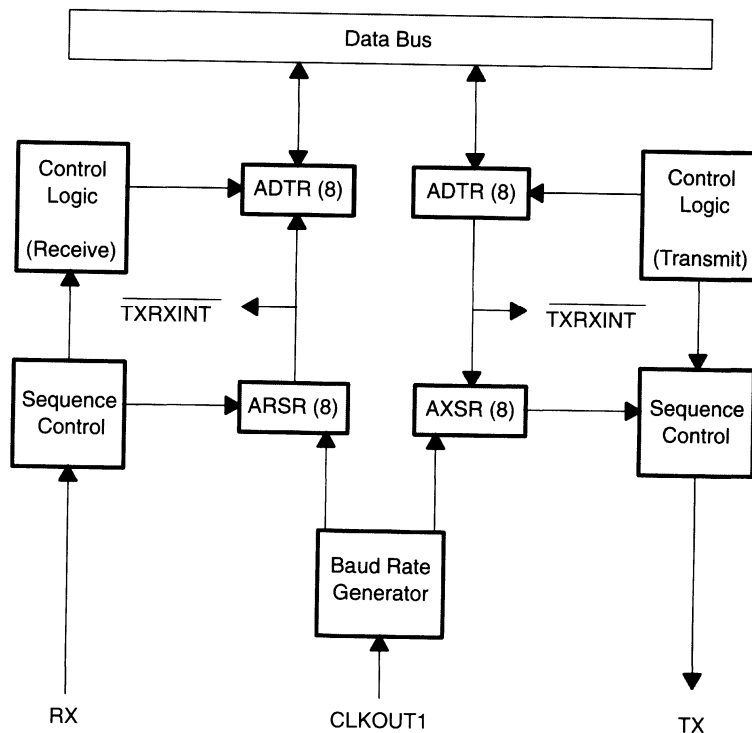 Data Bus
Control
Logic
(Receive)
ADTR (8)
ADTR (8)
Control
Logic
(Transmit)
TXRXINT
TXRXINT
Sequence
Control
ARSR (8)
AXSR (8)
Sequence
Control
Baud Rate
Generator
RX
CLKOUT1
TX